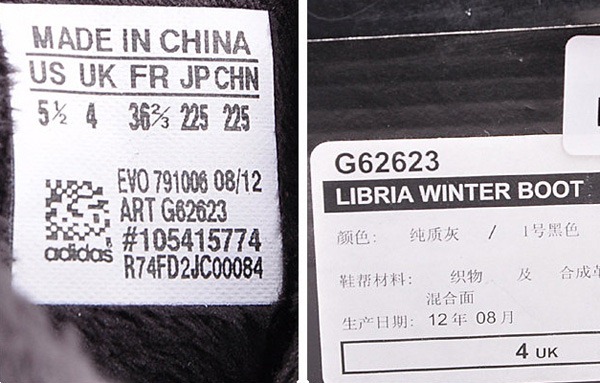 MADE IN CHINA
US UK FR JP CHN
5½ 4 36⅔ 225 225
EVO 791006 08/12
ART G62623
#105415774
R74FD2JC00084
adidas
G62623
LIBRIA WINTER BOOT
颜色: 纯质灰 / 1号黑色
鞋帮材料: 织物 及 合成革
混合面
生产日期: 12年 08月
4 UK